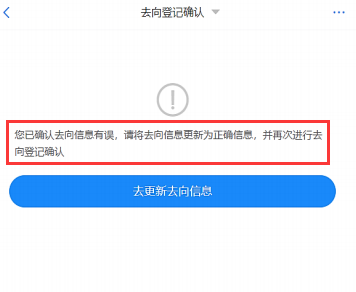 去向登记确认
您已确认去向信息有误，请将去向信息更新为正确信息，并再次进行去
向登记确认
去更新去向信息